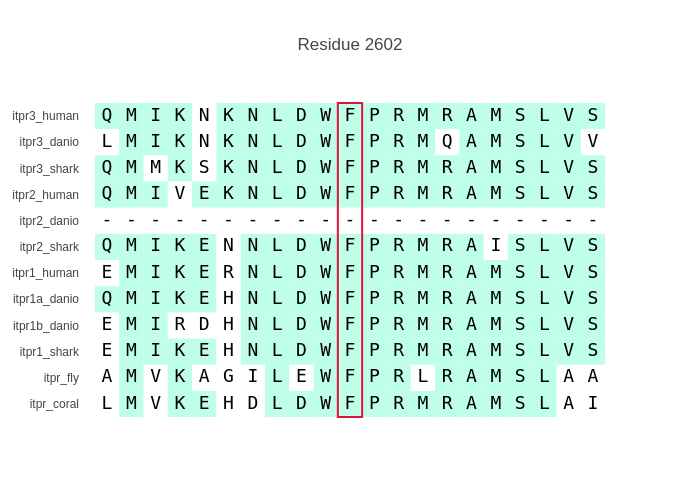 Residue 2602
itpr3_human Q M I K N K N L D W F P R M R A M S L V S
itpr3_danio L M I K N K N L D W F P R M Q A M S L V V
itpr3_shark Q M M K S K N L D W F P R M R A M S L V S
itpr2_human Q M I V E K N L D W F P R M R A M S L V S
itpr2_danio - - - - - - - - - - - - - - - - - - - - -
itpr2_shark Q M I K E N N L D W F P R M R A I S L V S
itpr1_human E M I K E R N L D W F P R M R A M S L V S
itpr1a_danio Q M I K E H N L D W F P R M R A M S L V S
itpr1b_danio E M I R D H N L D W F P R M R A M S L V S
itpr1_shark E M I K E H N L D W F P R M R A M S L V S
itpr_fly A M V K A G I L E W F P R L R A M S L A A
itpr_coral L M V K E H D L D W F P R M R A M S L A I